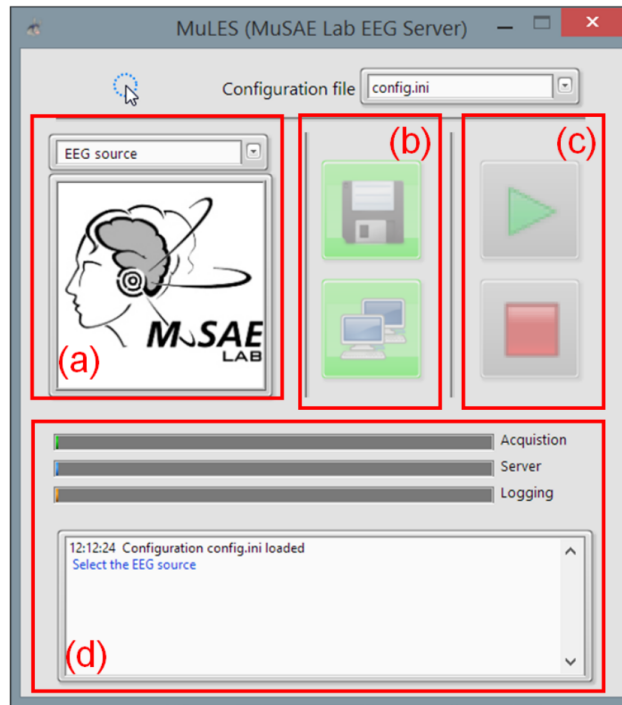 MuLES (MuSAE Lab EEG Server)
Configuration file config.ini
(b) (c)
EEG source
MuSAE
LAB
(a)
Acquistion
Server
Logging
12:12:24 Configuration config.ini loaded
Select the EEG source
(d)